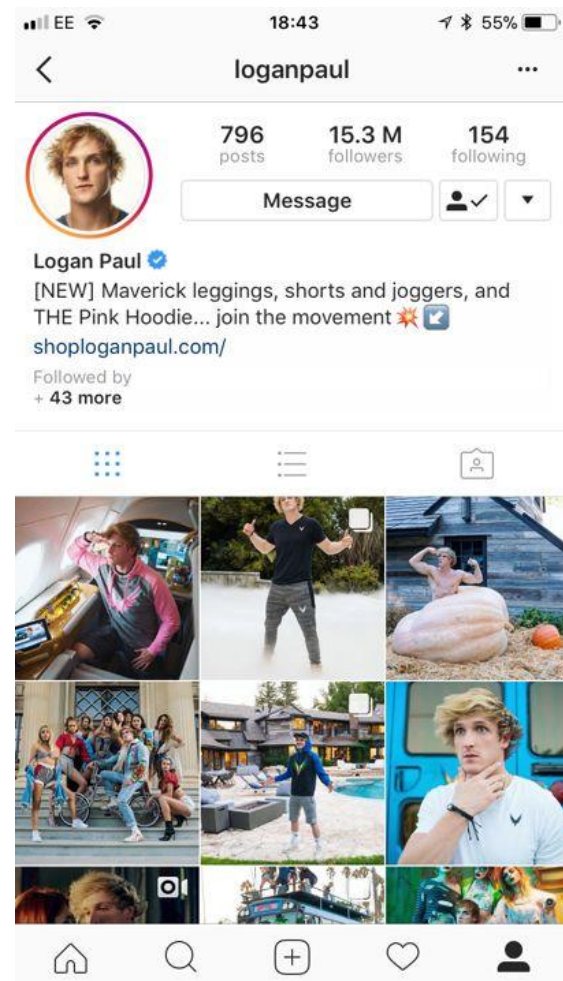 EE 18:43 55%
loganpaul
796 15.3 M 154
posts followers following
Message
Logan Paul
[NEW] Maverick leggings, shorts and joggers, and
THE Pink Hoodie... join the movement 💥 ↙️
shoploganpaul.com/
Followed by
+ 43 more